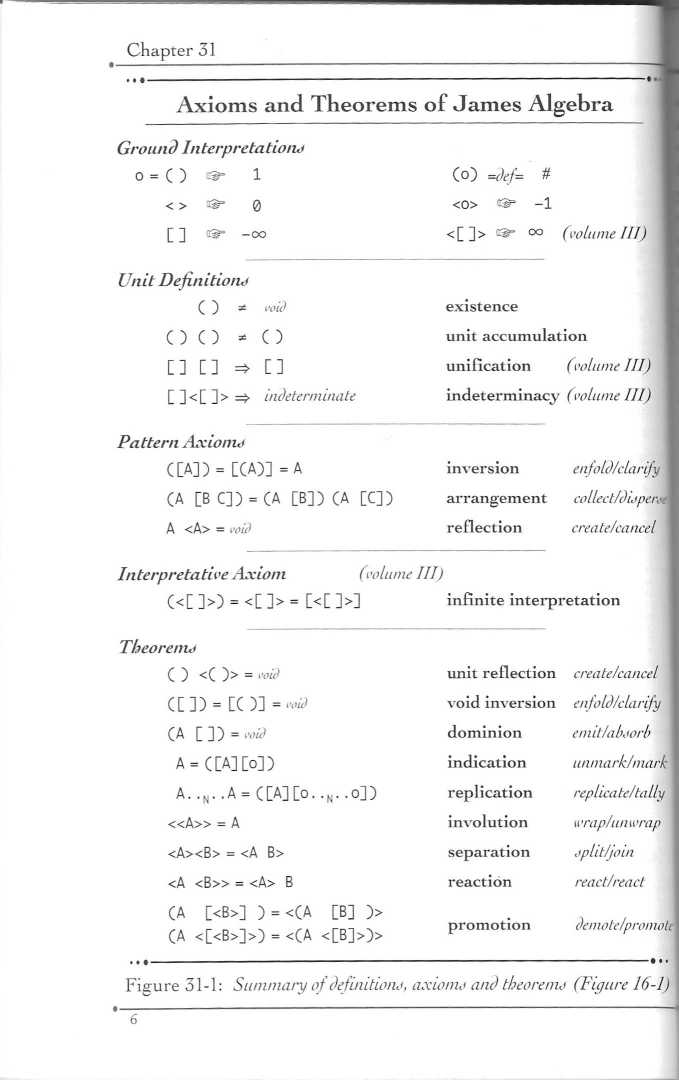 Chapter 31
Axioms and Theorems of James Algebra
Ground Interpretations
o = ( ) ☞ 1 (o) =def= #
< > ☞ 0 <o> ☞ –1
[ ] ☞ –∞ <[ ]> ☞ ∞ (volume III)
Unit Definitions
( ) ≠ void existence
( ) ( ) ≠ ( ) unit accumulation
[ ] [ ] ⇒ [ ] unification (volume III)
[ ]<[ ]> ⇒ indeterminate indeterminacy (volume III)
Pattern Axioms
([A]) = [(A)] = A inversion enfold/clarify
(A [B C]) = (A [B]) (A [C]) arrangement collect/disperse
A <A> = void reflection create/cancel
Interpretative Axiom (volume III)
(<[ ]>) = <[ ]> = [<[ ]>] infinite interpretation
Theorems
( ) <( )> = void unit reflection create/cancel
([ ]) = [( )] = void void inversion enfold/clarify
(A [ ]) = void dominion emit/absorb
A = ([A][o]) indication unmark/mark
A..N..A = ([A][o..N..o]) replication replicate/tally
<<A>> = A involution wrap/unwrap
<A><B> = <A B> separation split/join
<A <B>> = <A> B reaction react/react
(A [<B>] ) = <(A [B] )>
(A <[<B>]>) = <(A <[B]>)> promotion demote/promote
Figure 31-1: Summary of definitions, axioms and theorems (Figure 16-1)
6